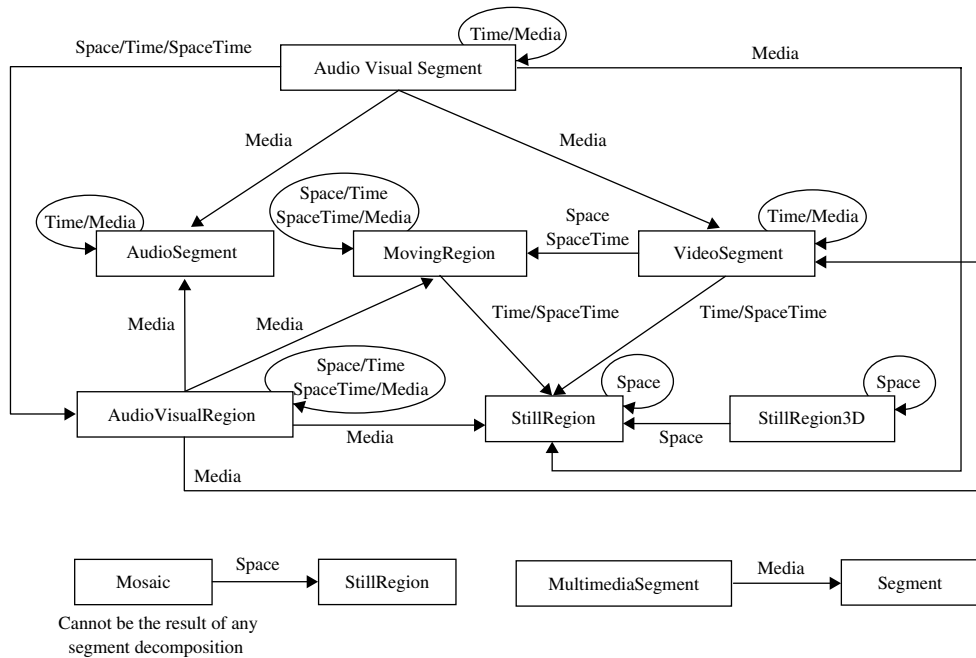 Time/Media
Space/Time/SpaceTime
Audio Visual Segment
Media
Media
Media
Space/Time
SpaceTime/Media
Time/Media
Space
SpaceTime
Time/Media
AudioSegment
MovingRegion
VideoSegment
Media
Media
Time/SpaceTime
Time/SpaceTime
Space/Time
SpaceTime/Media
Space
Space
AudioVisualRegion
StillRegion
StillRegion3D
Media
Space
Media
Mosaic
Space
StillRegion
MultimediaSegment
Media
Segment
Cannot be the result of any
segment decomposition